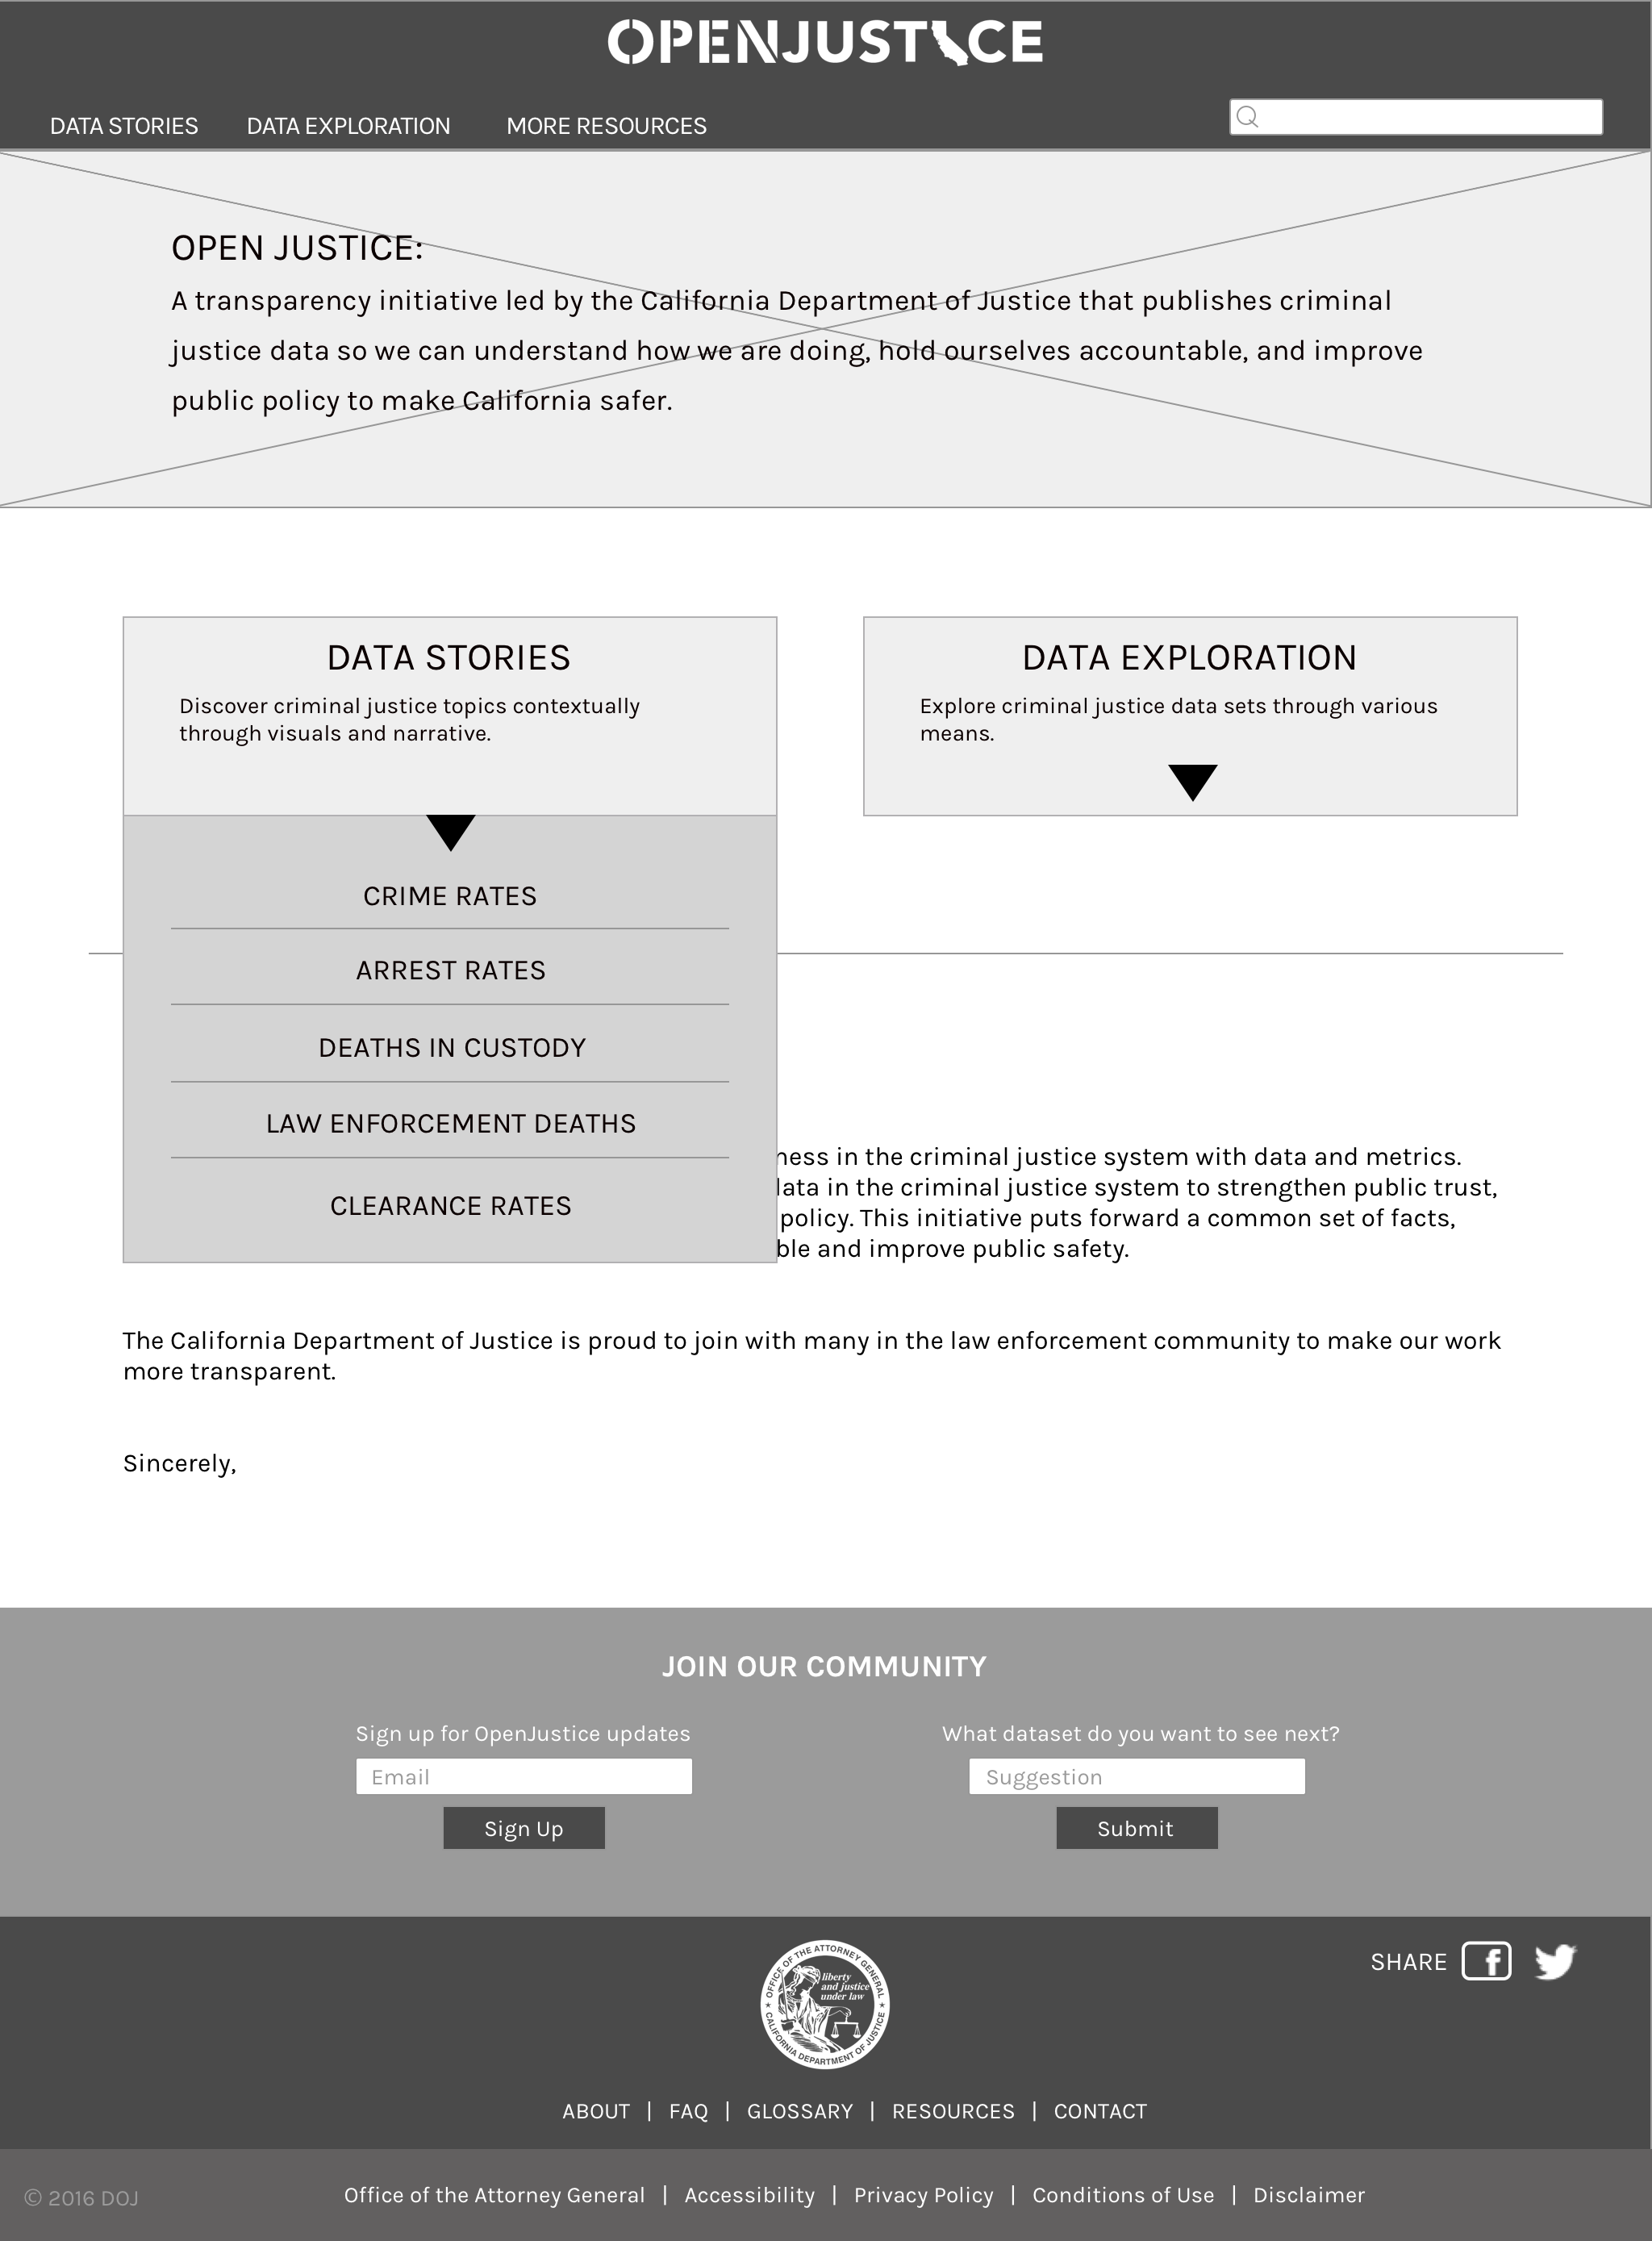 OPENJUSTICE
DATA STORIES DATA EXPLORATION MORE RESOURCES
OPEN JUSTICE:
A transparency initiative led by the California Department of Justice that publishes criminal
justice data so we can understand how we are doing, hold ourselves accountable, and improve
public policy to make California safer.
DATA STORIES
Discover criminal justice topics contextually
through visuals and narrative.
DATA EXPLORATION
Explore criminal justice data sets through various
means.
CRIME RATES
ARREST RATES
DEATHS IN CUSTODY
LAW ENFORCEMENT DEATHS
CLEARANCE RATES
in the criminal justice system with data and metrics.
in the criminal justice system to strengthen public trust,
policy. This initiative puts forward a common set of facts,
and improve public safety.
The California Department of Justice is proud to join with many in the law enforcement community to make our work
more transparent.
Sincerely,
JOIN OUR COMMUNITY
Sign up for OpenJustice updates
Email
Sign Up
What dataset do you want to see next?
Suggestion
Submit
SHARE
OFFICE OF THE ATTORNEY GENERAL
liberty
and justice
under law
CALIFORNIA DEPARTMENT OF JUSTICE
ABOUT | FAQ | GLOSSARY | RESOURCES | CONTACT
© 2016 DOJ
Office of the Attorney General | Accessibility | Privacy Policy | Conditions of Use | Disclaimer